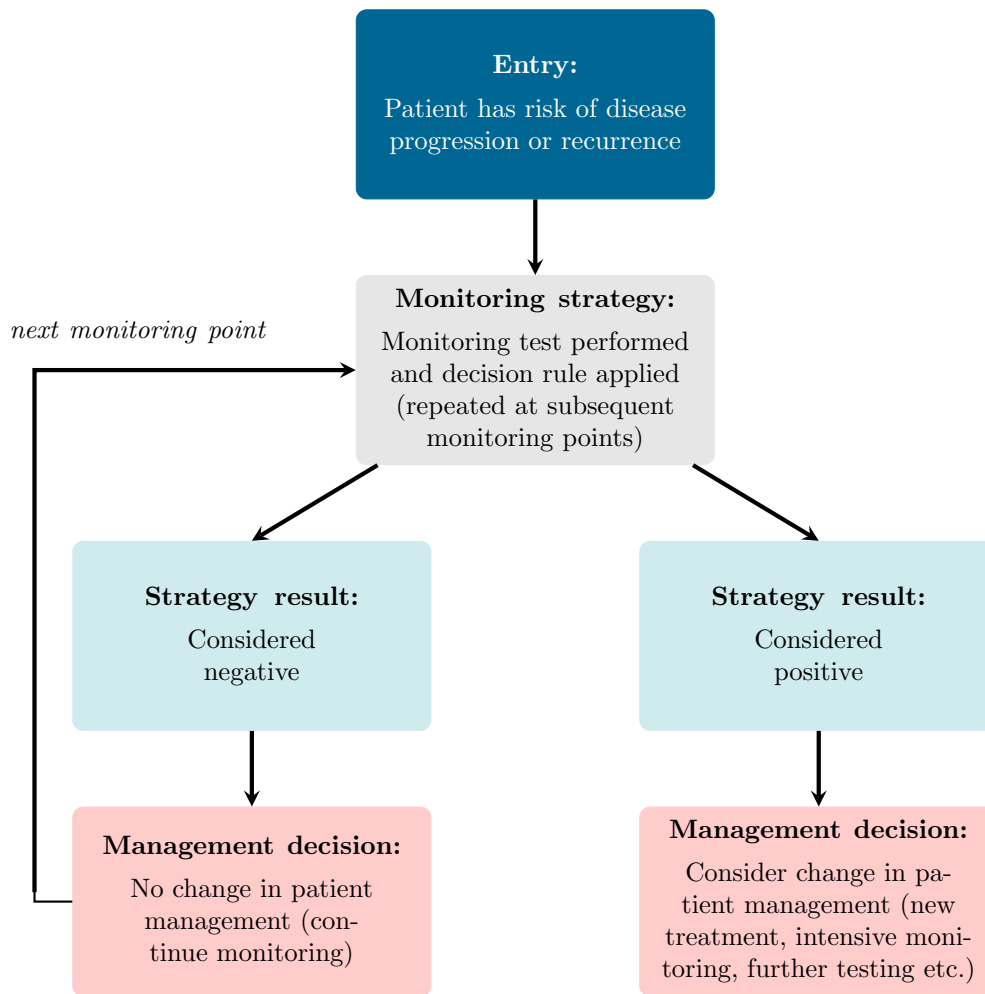 Entry:
Patient has risk of disease
progression or recurrence
Monitoring strategy:
Monitoring test performed
and decision rule applied
(repeated at subsequent
monitoring points)
next monitoring point
Strategy result:
Considered
negative
Strategy result:
Considered
positive
Management decision:
No change in patient
management (con-
tinue monitoring)
Management decision:
Consider change in pa-
tient management (new
treatment, intensive moni-
toring, further testing etc.)